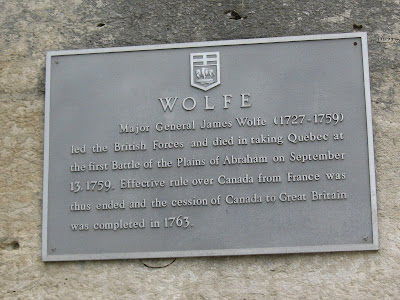 WOLFE
Major General James Wolfe (1727-1759)
led the British Forces and died in taking Quebec at
the first Battle of the Plains of Abraham on September
13, 1759. Effective rule over Canada from France was
thus ended and the cession of Canada to Great Britain
was completed in 1763.